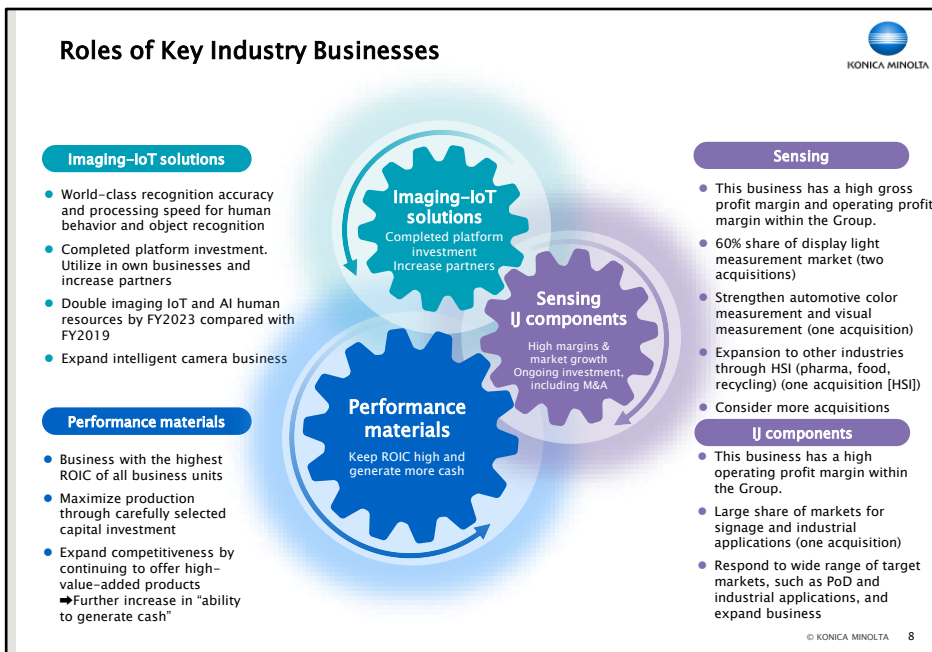 Roles of Key Industry Businesses
KONICA MINOLTA
Imaging-IoT solutions
● World-class recognition accuracy
and processing speed for human
behavior and object recognition
● Completed platform investment.
Utilize in own businesses and
increase partners
● Double imaging IoT and AI human
resources by FY2023 compared with
FY2019
● Expand intelligent camera business
Performance materials
● Business with the highest
ROIC of all business units
● Maximize production
through carefully selected
capital investment
● Expand competitiveness by
continuing to offer high-
value-added products
➡Further increase in “ability
to generate cash”
Imaging-IoT
solutions
Completed platform
investment
Increase partners
Sensing
IJ components
High margins &
market growth
Ongoing investment,
including M&A
Performance
materials
Keep ROIC high and
generate more cash
Sensing
● This business has a high gross
profit margin and operating profit
margin within the Group.
● 60% share of display light
measurement market (two
acquisitions)
● Strengthen automotive color
measurement and visual
measurement (one acquisition)
● Expansion to other industries
through HSI (pharma, food,
recycling) (one acquisition [HSI])
● Consider more acquisitions
IJ components
● This business has a high
operating profit margin within
the Group.
● Large share of markets for
signage and industrial
applications (one acquisition)
● Respond to wide range of target
markets, such as PoD and
industrial applications, and
expand business
© KONICA MINOLTA 8